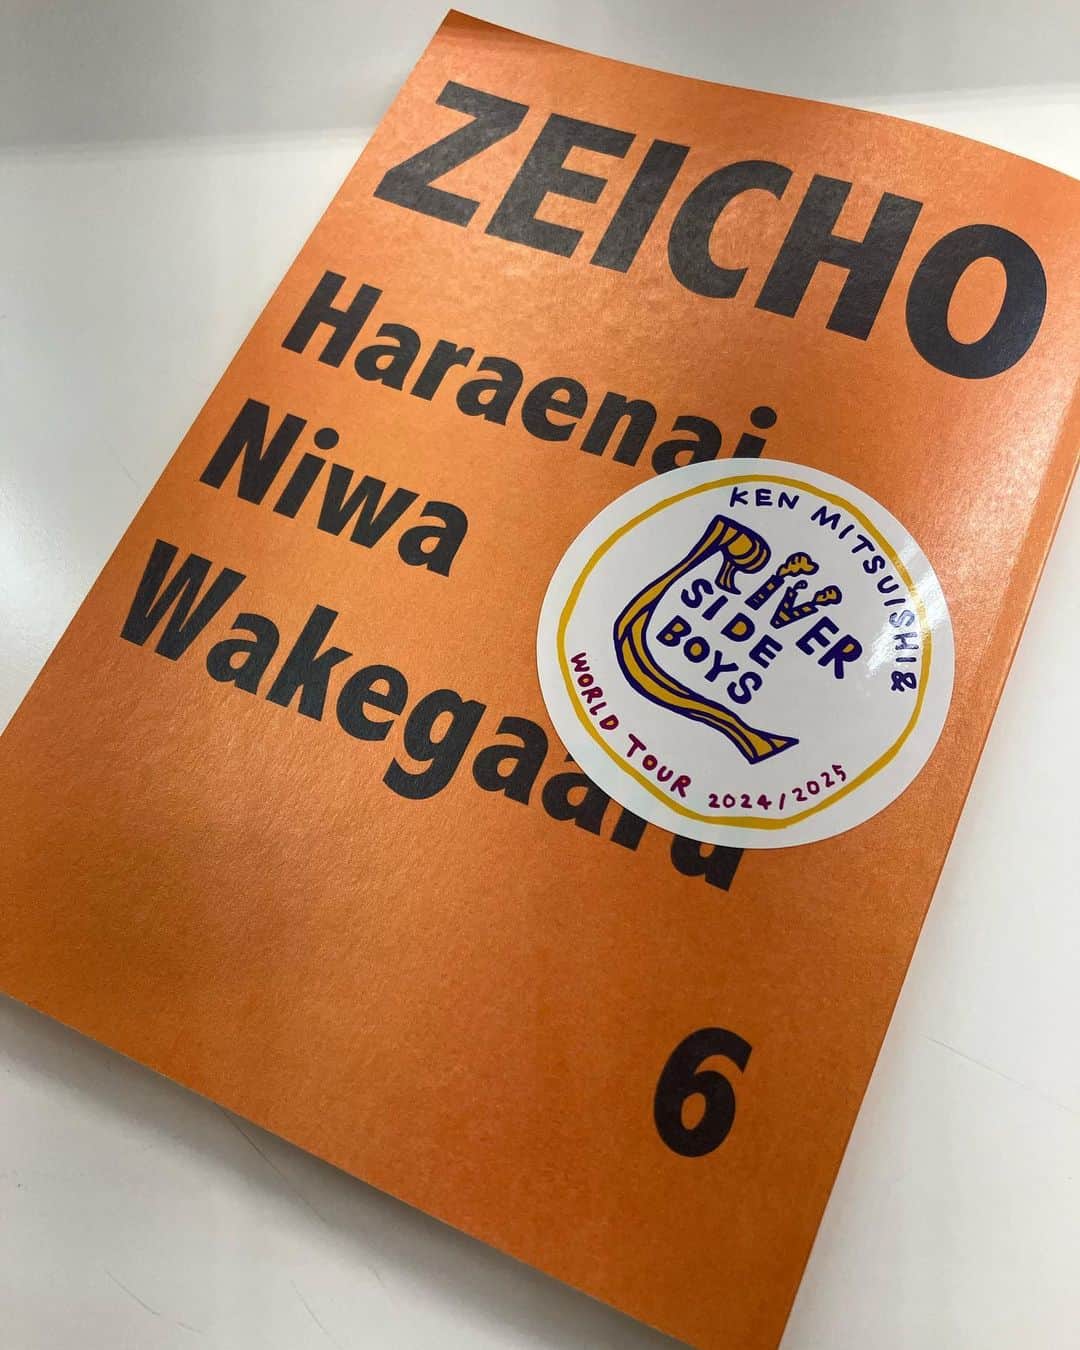 ZEICHO
Haraenai
Niwa
Wakegaaru
KEN MITSUISHI &
RIVER
SIDE
BOYS
WORLD TOUR 2024/2025
6